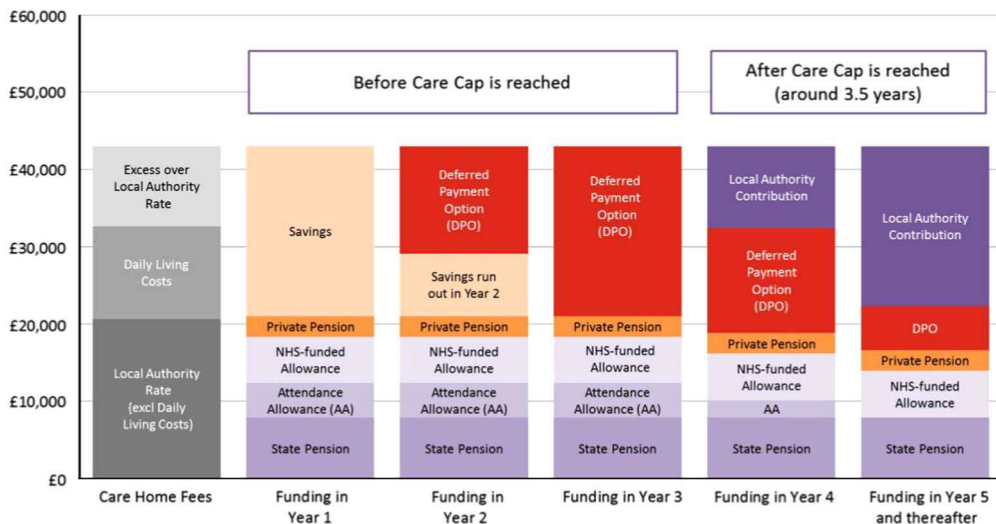 £60,000
£50,000
£40,000
£30,000
£20,000
£10,000
£0
Before Care Cap is reached
After Care Cap is reached
(around 3.5 years)
Excess over
Local Authority
Rate
Daily Living
Costs
Local Authority
Rate
{excl Daily
Living Costs)
Care Home Fees
Savings
Private Pension
NHS-funded
Allowance
Attendance
Allowance (AA)
State Pension
Funding in
Year 1
Deferred
Payment
Option
(DPO)
Savings run
out in Year 2
Private Pension
NHS-funded
Allowance
Attendance
Allowance (AA)
State Pension
Funding in
Year 2
Deferred
Payment
Option
(DPO)
Private Pension
NHS-funded
Allowance
Attendance
Allowance (AA)
State Pension
Funding in Year 3
Local Authority
Contribution
Deferred
Payment
Option
(DPO)
Private Pension
NHS-funded
Allowance
AA
State Pension
Funding in Year 4
Local Authority
Contribution
DPO
Private Pension
NHS-funded
Allowance
State Pension
Funding in Year 5
and thereafter